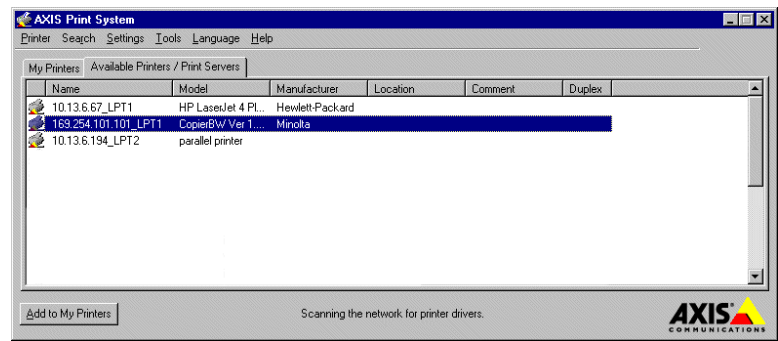 AXIS Print System
Printer Search Settings Tools Language Help
My Printers Available Printers / Print Servers
Name Model Manufacturer Location Comment Duplex
10.13.6.67_LPT1 HP LaserJet 4 Pl... Hewlett-Packard
169.254.101.101_LPT1 CopierBW Ver 1.... Minolta
10.13.6.194_LPT2 parallel printer
Add to My Printers Scanning the network for printer drivers.
AXIS
COMMUNICATIONS